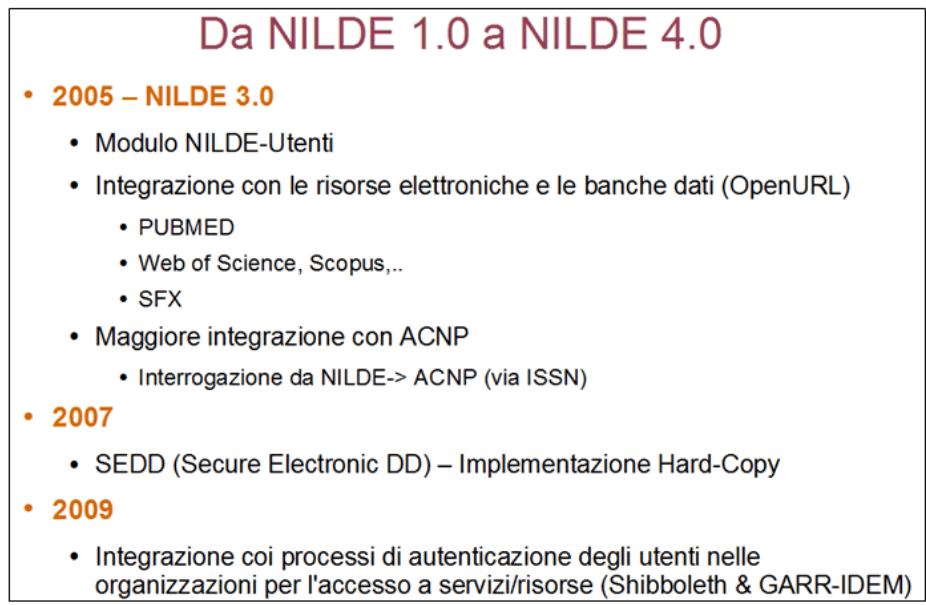 Da NILDE 1.0 a NILDE 4.0
• 2005 – NILDE 3.0
• Modulo NILDE-Utenti
• Integrazione con le risorse elettroniche e le banche dati (OpenURL)
• PUBMED
• Web of Science, Scopus,..
• SFX
• Maggiore integrazione con ACNP
• Interrogazione da NILDE-> ACNP (via ISSN)
• 2007
• SEDD (Secure Electronic DD) – Implementazione Hard-Copy
• 2009
• Integrazione coi processi di autenticazione degli utenti nelle
organizzazioni per l'accesso a servizi/risorse (Shibboleth & GARR-IDEM)